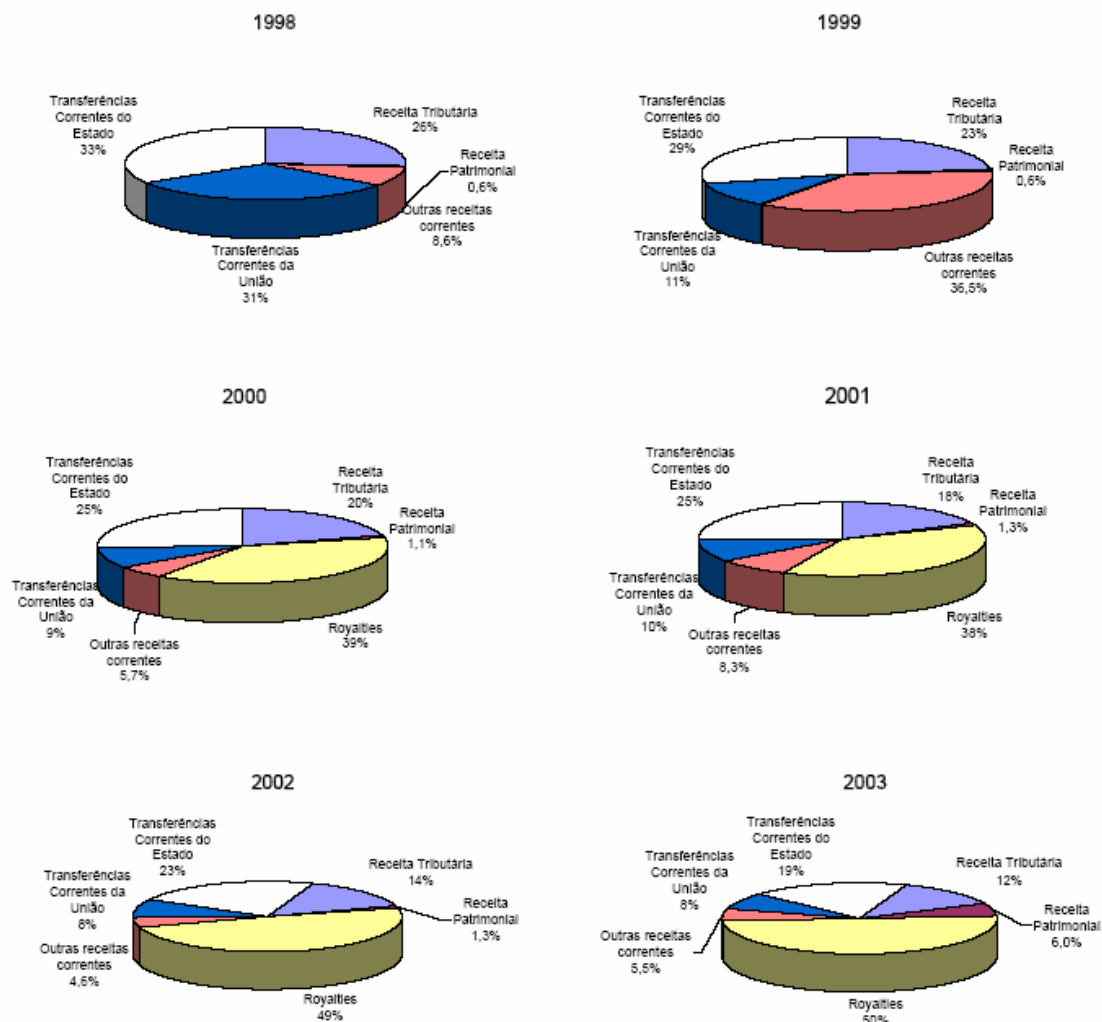 1998
Transferências
Correntes do
Estado
33%
Receita Tributária
26%
Receita
Patrimonial
0,6%
Outras receitas
correntes
8,6%
Transferências
Correntes da
União
31%
1999
Transferências
Correntes do
Estado
29%
Receita
Tributária
23%
Receita
Patrimonial
0,6%
Transferências
Correntes da
União
11%
Outras receitas
correntes
36,5%
2000
Transferências
Correntes do
Estado
25%
Receita
Tributária
20%
Receita
Patrimonial
1,1%
Transferências
Correntes da
União
9%
Outras receitas
correntes
5,7%
Royalties
39%
2001
Transferências
Correntes do
Estado
25%
Receita
Tributária
18%
Receita
Patrimonial
1,3%
Transferências
Correntes da
União
10%
Outras receitas
correntes
8,3%
Royalties
38%
2002
Transferências
Correntes do
Estado
23%
Receita Tributária
14%
Transferências
Correntes da
União
8%
Receita
Patrimonial
1,3%
Outras receitas
correntes
4,6%
Royalties
49%
2003
Transferências
Correntes do
Estado
19%
Receita Tributária
12%
Transferências
Correntes da
União
8%
Receita
Patrimonial
6,0%
Outras receitas
correntes
5,5%
Royalties
50%